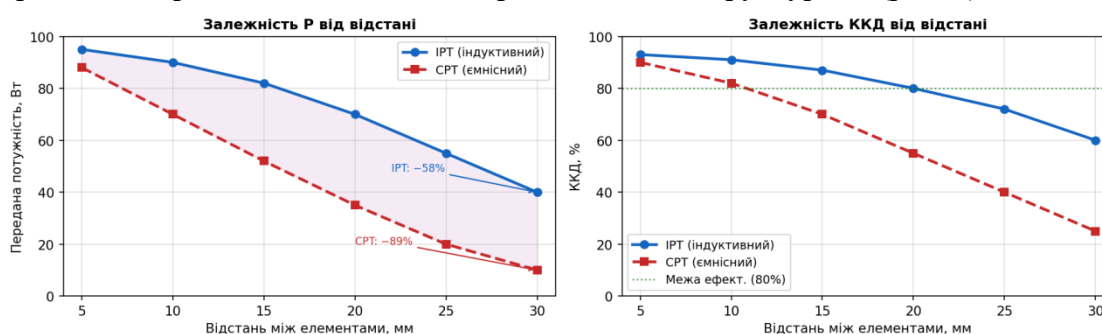 Залежність P від відстані
Передана потужність, Вт
100
80
60
40
20
0
IPT (індуктивний)
CPT (ємнісний)
IPT: −58%
CPT: −89%
5 10 15 20 25 30
Відстань між елементами, мм
Залежність ККД від відстані
ККД, %
100
80
60
40
20
0
IPT (індуктивний)
CPT (ємнісний)
Межа ефект. (80%)
5 10 15 20 25 30
Відстань між елементами, мм